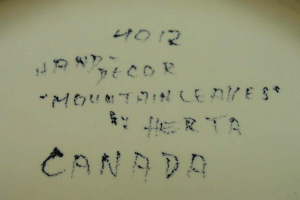 4012
HAND-
DECOR
"MOUNTAIN LEAVES"
BY HERTA
CANADA